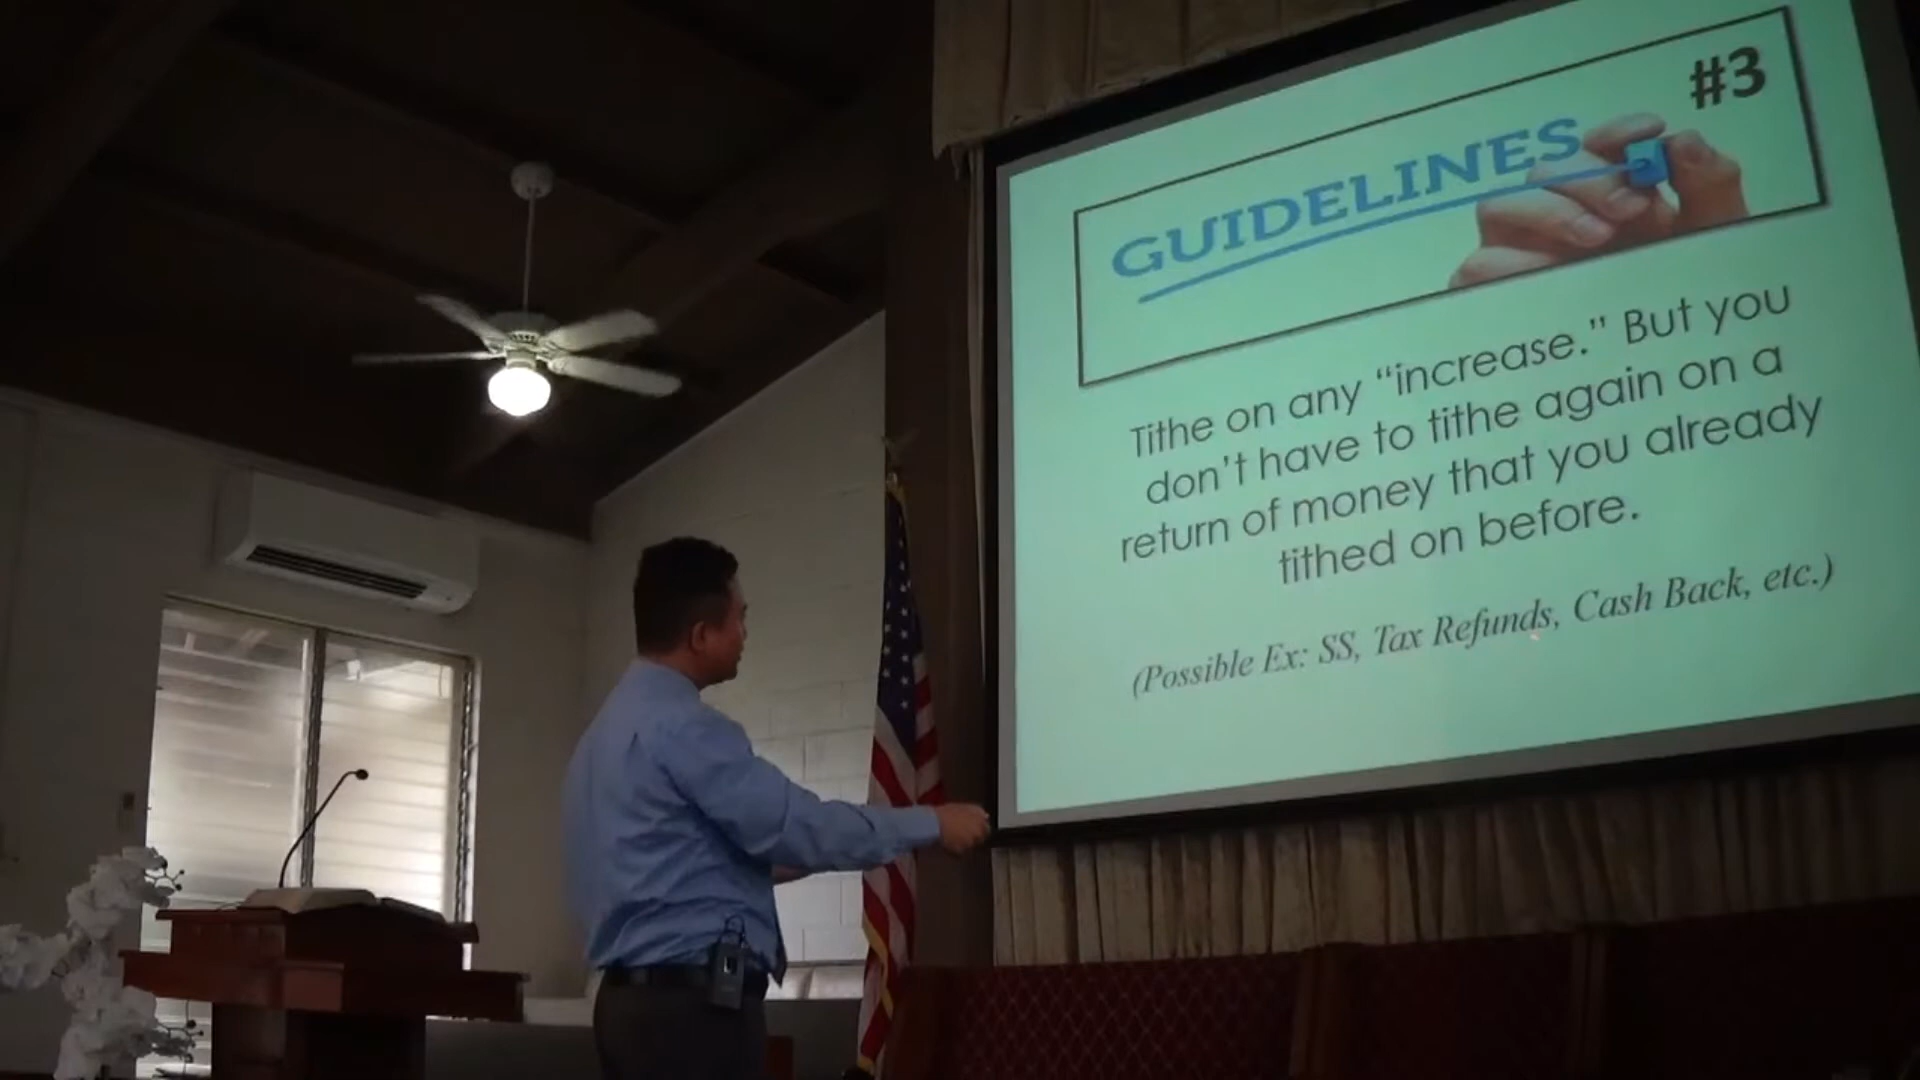 #3
GUIDELINES
Tithe on any “increase.” But you
don’t have to tithe again on a
return of money that you already
tithed on before.
(Possible Ex: SS, Tax Refunds, Cash Back, etc.)